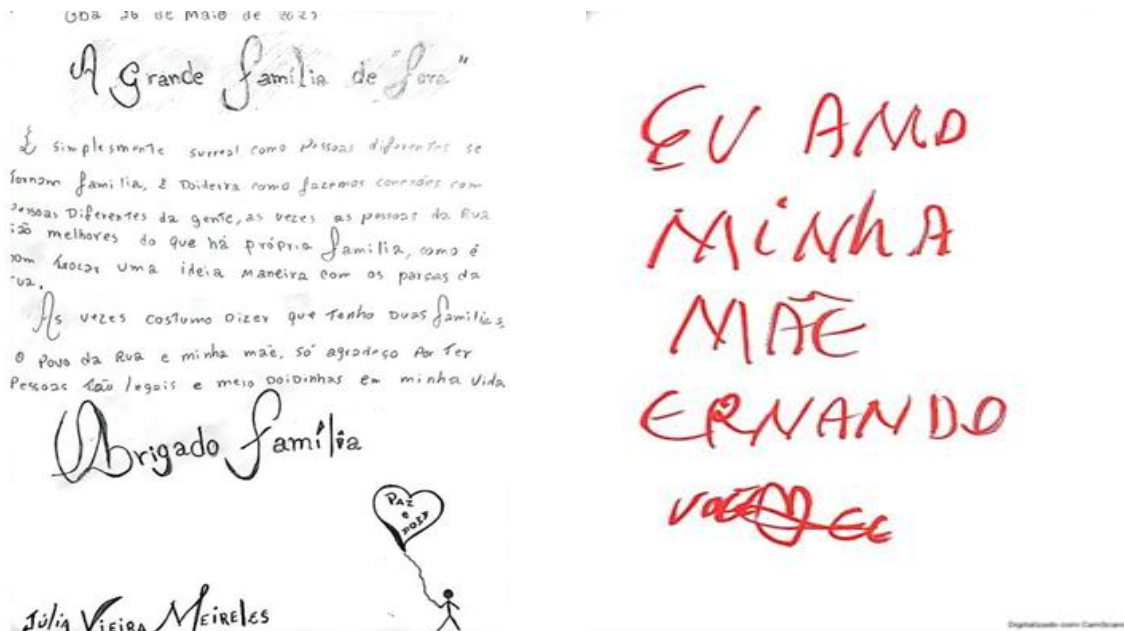 Ubá 26 de Maio de 2023
A Grande família de "fora"
É simplesmente surreal como pessoas diferentes se
tornam família, é Doideira como fazemos conexões com
pessoas Diferentes da gente, as vezes as pessoas da Rua
são melhores do que há própria família, como é
bom trocar uma ideia maneira com os parças da
rua.
As vezes costumo Dizer que Tenho Duas famílias,
o Povo da Rua e minha mãe, só agradeço Por Ter
Pessoas tão legais e meio DoiDinhas em minha Vida
Obrigado família
PAZ
e
Júlia Vieira Meireles
EU AMO
MINHA
MÃE
ERNANDO
Digitalizado com CamScanner